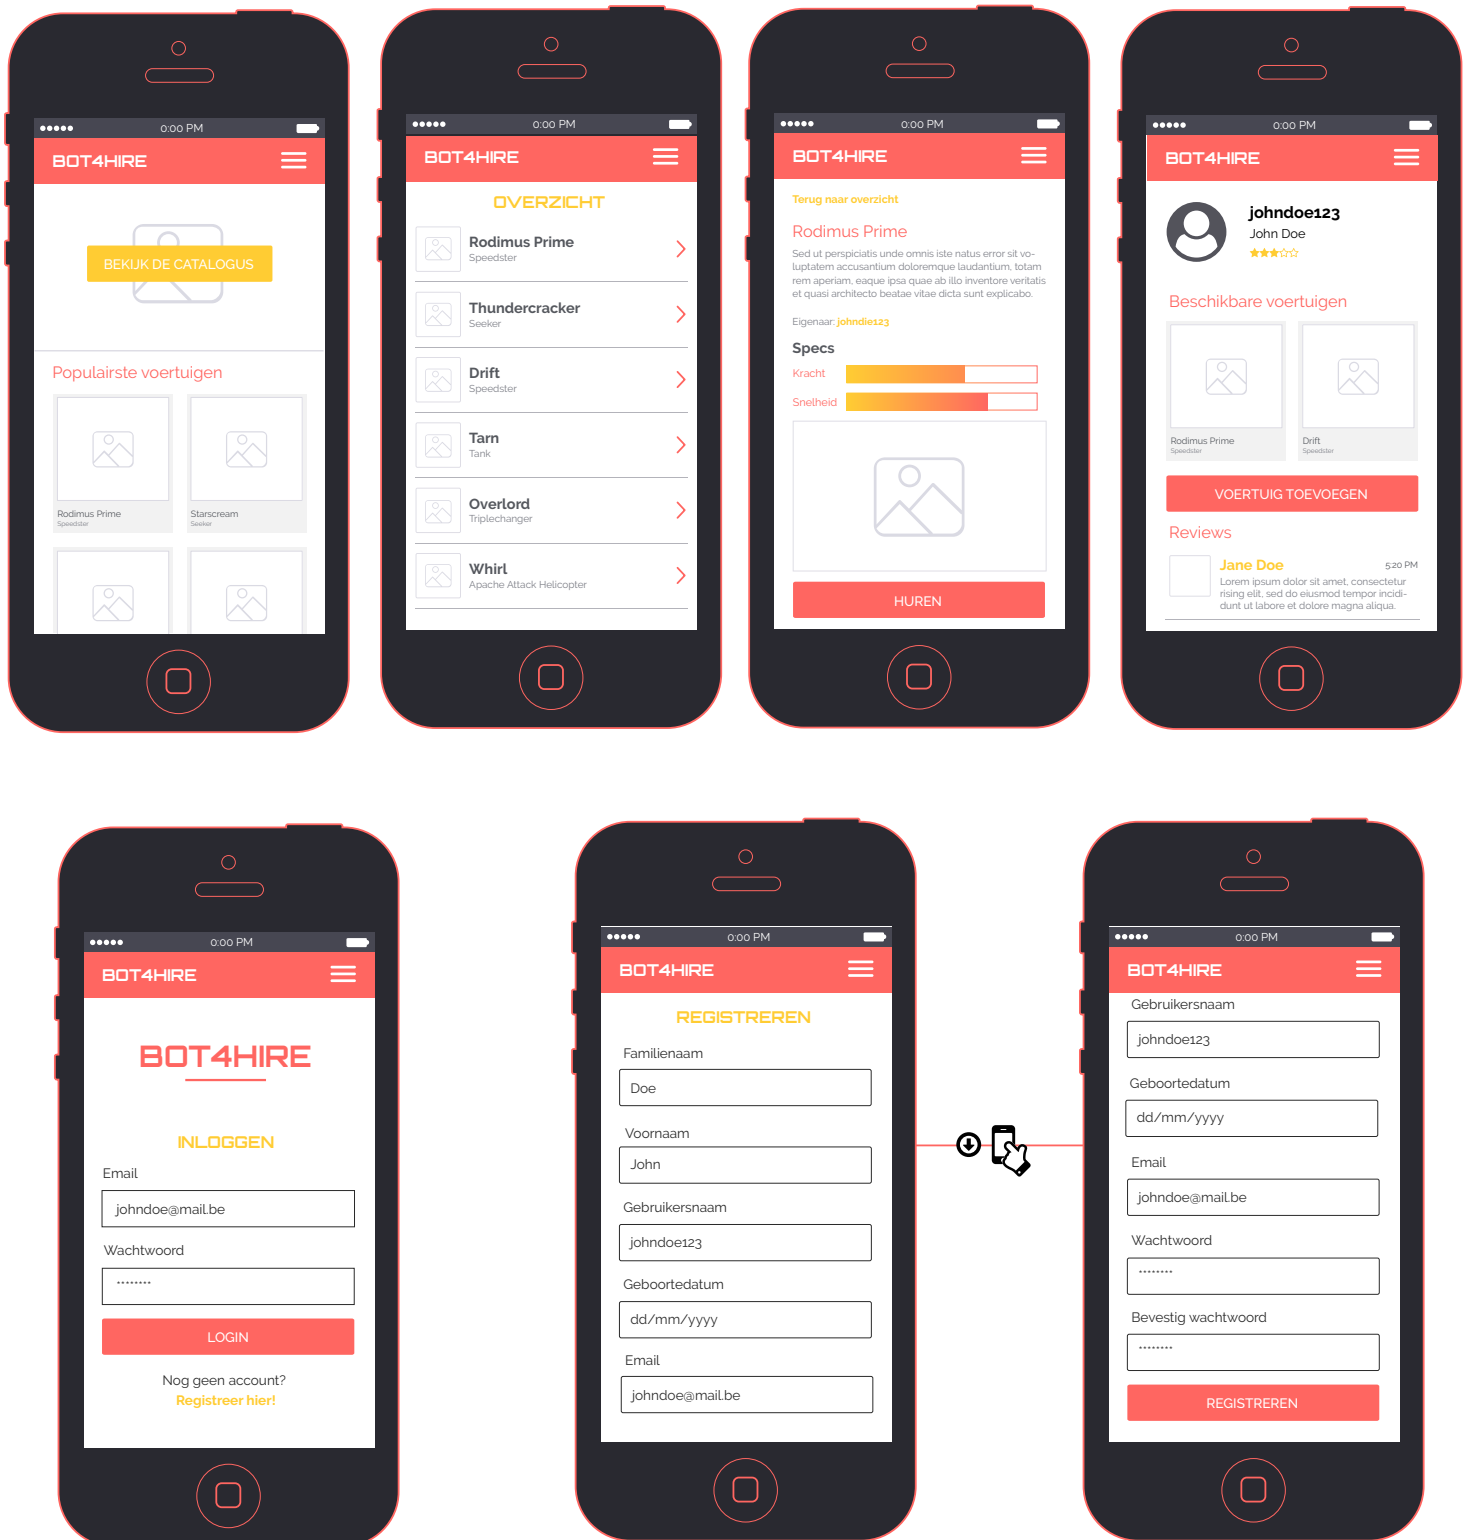 0:00 PM
BOT4HIRE
BEKIJK DE CATALOGUS
Populairste voertuigen
Rodimus Prime
Speedster
Starscream
Seeker
0:00 PM
BOT4HIRE
OVERZICHT
Rodimus Prime
Speedster
Thundercracker
Seeker
Drift
Speedster
Tarn
Tank
Overlord
Triplechanger
Whirl
Apache Attack Helicopter
0:00 PM
BOT4HIRE
Terug naar overzicht
Rodimus Prime
Sed ut perspiciatis unde omnis iste natus error sit vo-
luptatem accusantium doloremque laudantium, totam
rem aperiam, eaque ipsa quae ab illo inventore veritatis
et quasi architecto beatae vitae dicta sunt explicabo.
Eigenaar: johndie123
Specs
Kracht
Snelheid
HUREN
0:00 PM
BOT4HIRE
johndoe123
John Doe
Beschikbare voertuigen
Rodimus Prime
Speedster
Drift
Speedster
VOERTUIG TOEVOEGEN
Reviews
Jane Doe
5:20 PM
Lorem ipsum dolor sit amet, consectetur
rising elit, sed do eiusmod tempor incidi-
dunt ut labore et dolore magna aliqua.
0:00 PM
BOT4HIRE
BOT4HIRE
INLOGGEN
Email
johndoe@mail.be
Wachtwoord
********
LOGIN
Nog geen account?
Registreer hier!
0:00 PM
BOT4HIRE
REGISTREREN
Familienaam
Doe
Voornaam
John
Gebruikersnaam
johndoe123
Geboortedatum
dd/mm/yyyy
Email
johndoe@mail.be
0:00 PM
BOT4HIRE
Gebruikersnaam
johndoe123
Geboortedatum
dd/mm/yyyy
Email
johndoe@mail.be
Wachtwoord
********
Bevestig wachtwoord
********
REGISTREREN